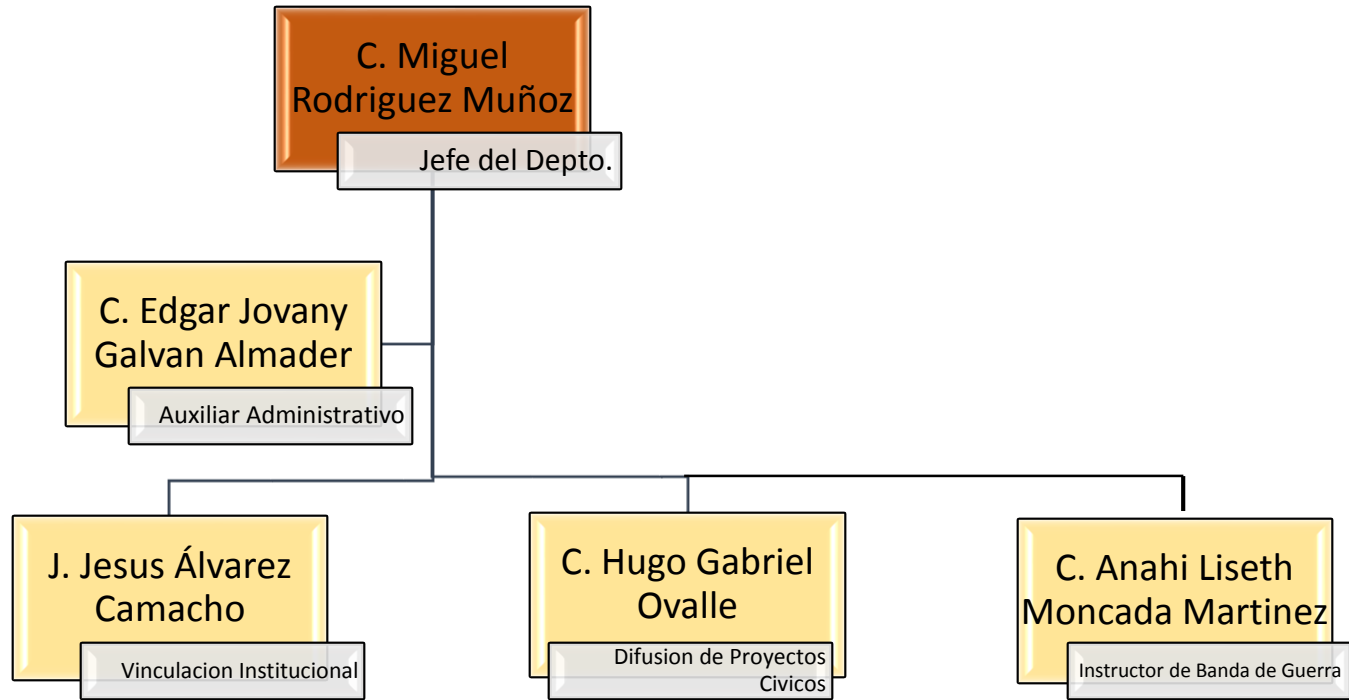 C. Miguel
Rodriguez Muñoz
Jefe del Depto.
C. Edgar Jovany
Galvan Almader
Auxiliar Administrativo
J. Jesus Álvarez
Camacho
Vinculacion Institucional
C. Hugo Gabriel
Ovalle
Difusion de Proyectos
Civicos
C. Anahi Liseth
Moncada Martinez
Instructor de Banda de Guerra